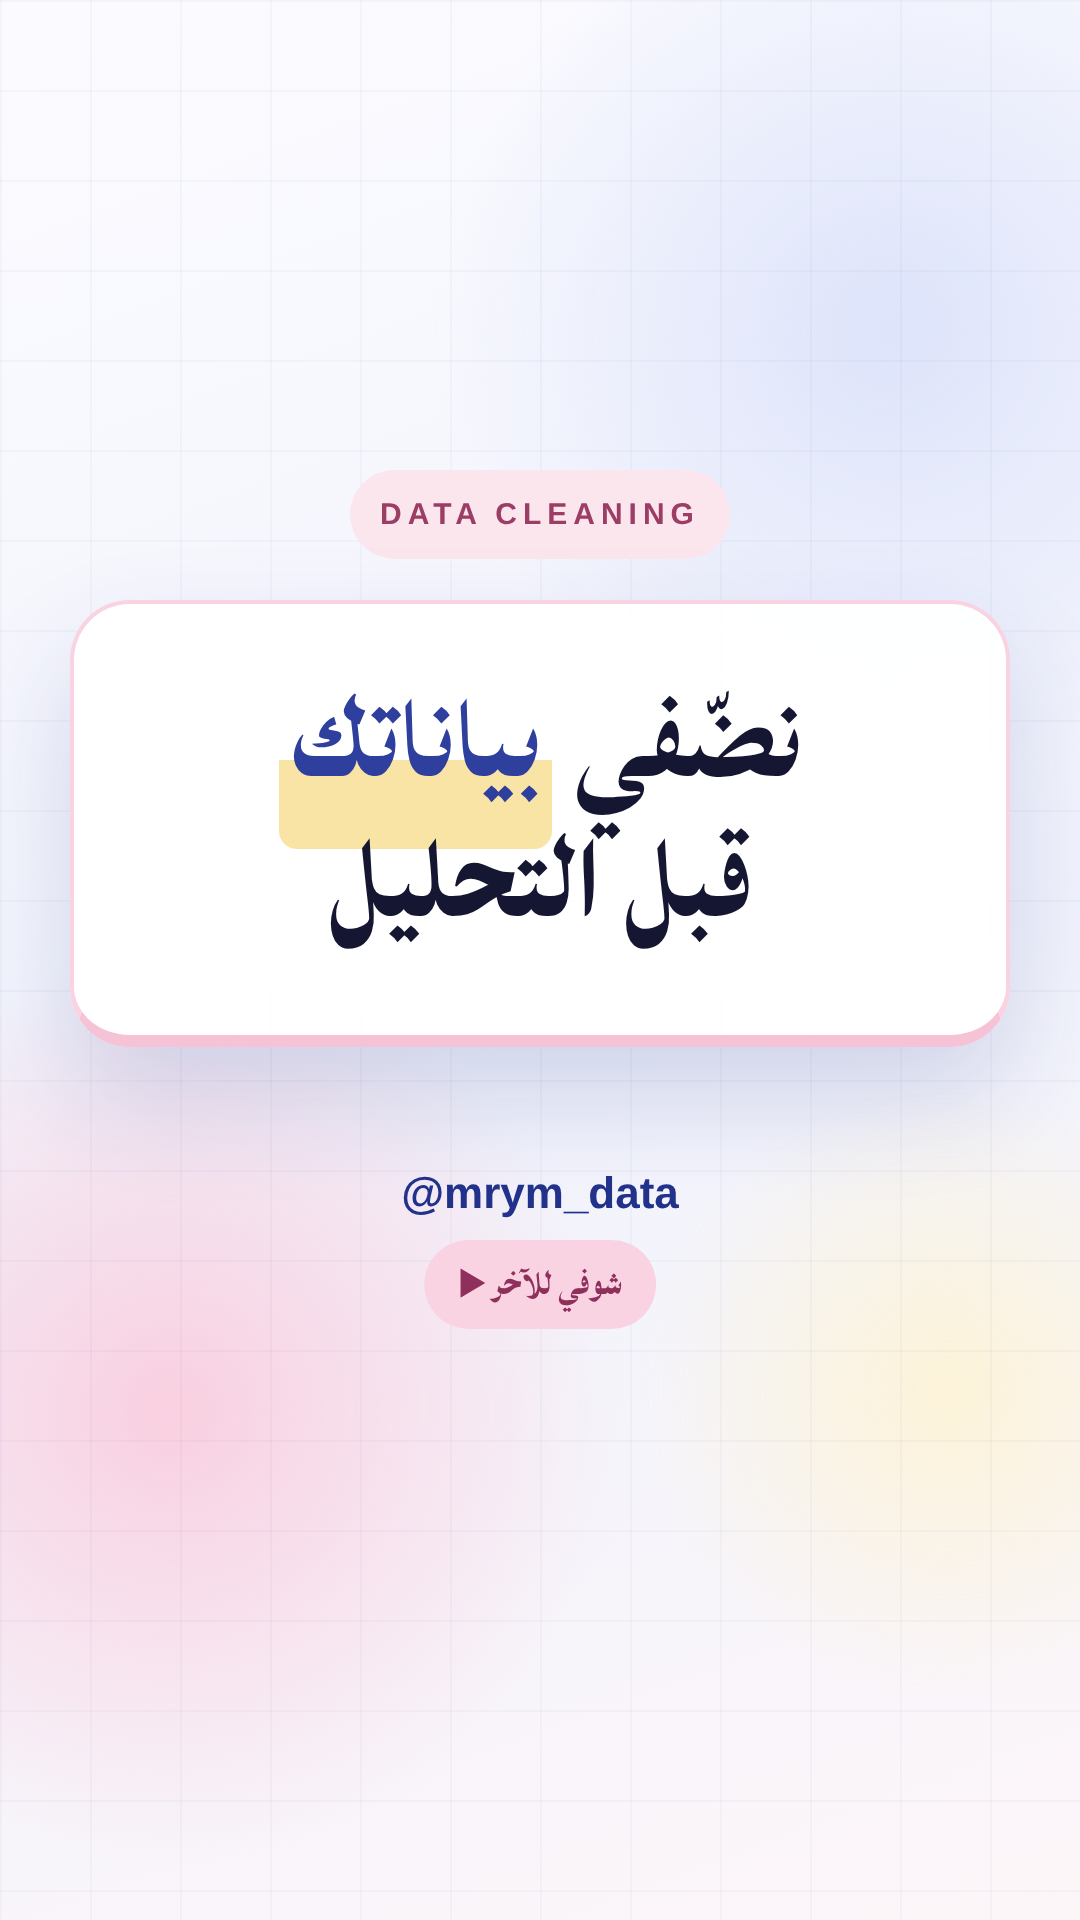 DATA CLEANING
نضّفي بياناتك
قبل التحليل
@mrym_data
شوفي للآخر ▶